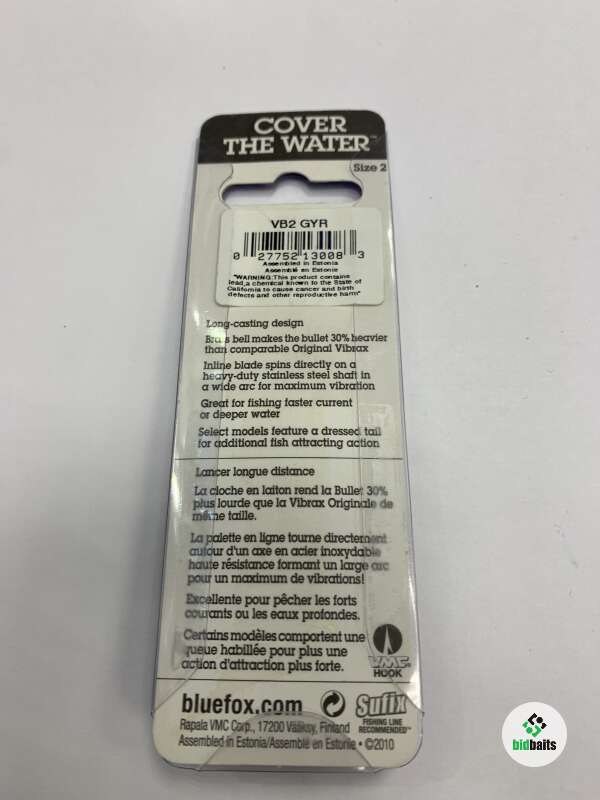 COVER
THE WATER™
Size 2
VB2 GYR
0 27752 13008 3
Assembled in Estonia
Assemblé en Estonie
"WARNING:This product contains
lead,a chemical known to the State of
California to cause cancer and birth
defects and other reproductive harm"
Long-casting design
Brass bell makes the bullet 30% heavier
than comparable Original Vibrax
Inline blade spins directly on a
heavy-duty stainless steel shaft in
a wide arc for maximum vibration
Great for fishing faster current
or deeper water
Select models feature a dressed tail
for additional fish attracting action
Lancer longue distance
La cloche en laiton rend la Bullet 30%
plus lourde que la Vibrax Originale de
même taille.
La palette en ligne tourne directement
autour d'un axe en acier inoxydable
haute résistance formant un large arc
pour un maximum de vibrations!
Excellente pour pêcher les forts
courants ou les eaux profondes.
Certains modèles comportent une
queue habillée pour plus une
action d'attraction plus forte.
VMC
HOOK
bluefox.com
Sufix
FISHING LINE
RECOMMENDED™
Rapala VMC Corp., 17200 Vääksy, Finland
Assembled in Estonia/Assemblé en Estonie • ©2010
bidbaits